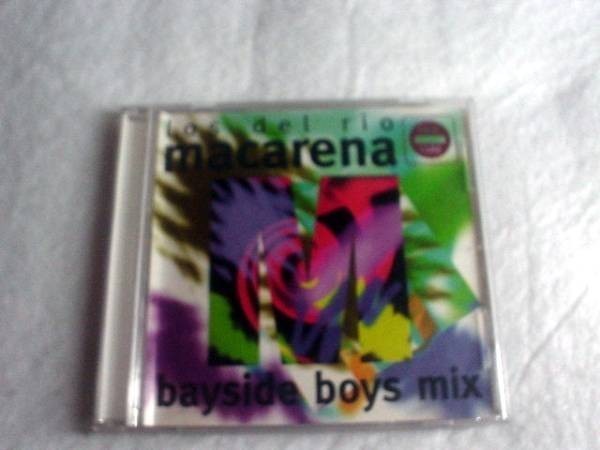 los del rio
macarena
M
bayside boys mix